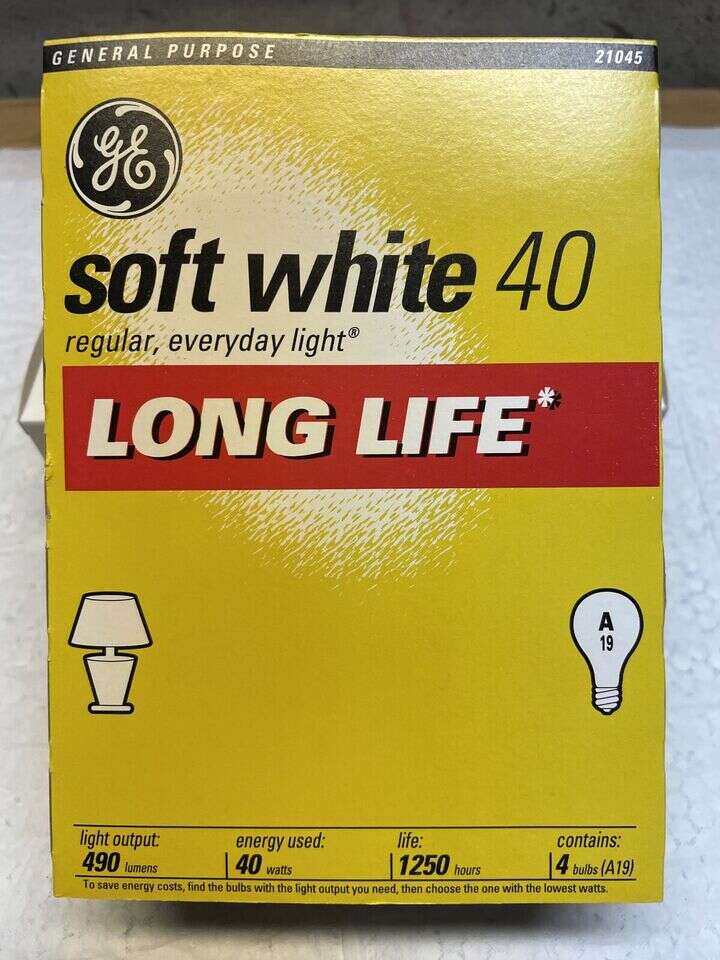 GENERAL PURPOSE 21045
GE
soft white 40
regular, everyday light®
LONG LIFE*
A
19
light output: energy used: life: contains:
490 lumens 40 watts 1250 hours 4 bulbs (A19)
To save energy costs, find the bulbs with the light output you need, then choose the one with the lowest watts.